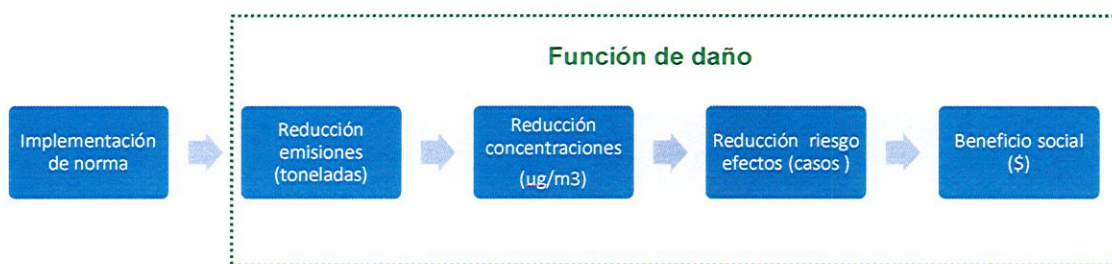 Función de daño
Implementación
de norma
Reducción
emisiones
(toneladas)
Reducción
concentraciones
(ug/m3)
Reducción riesgo
efectos (casos )
Beneficio social
($)